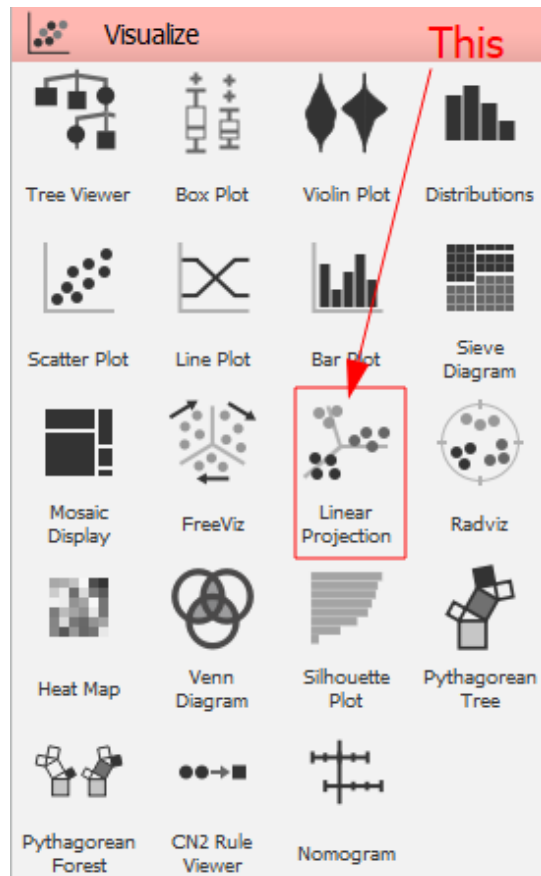 Visualize
This
Tree Viewer
Box Plot
Violin Plot
Distributions
Scatter Plot
Line Plot
Bar Plot
Sieve
Diagram
Mosaic
Display
FreeViz
Linear
Projection
Radviz
Heat Map
Venn
Diagram
Silhouette
Plot
Pythagorean
Tree
Pythagorean
Forest
CN2 Rule
Viewer
Nomogram